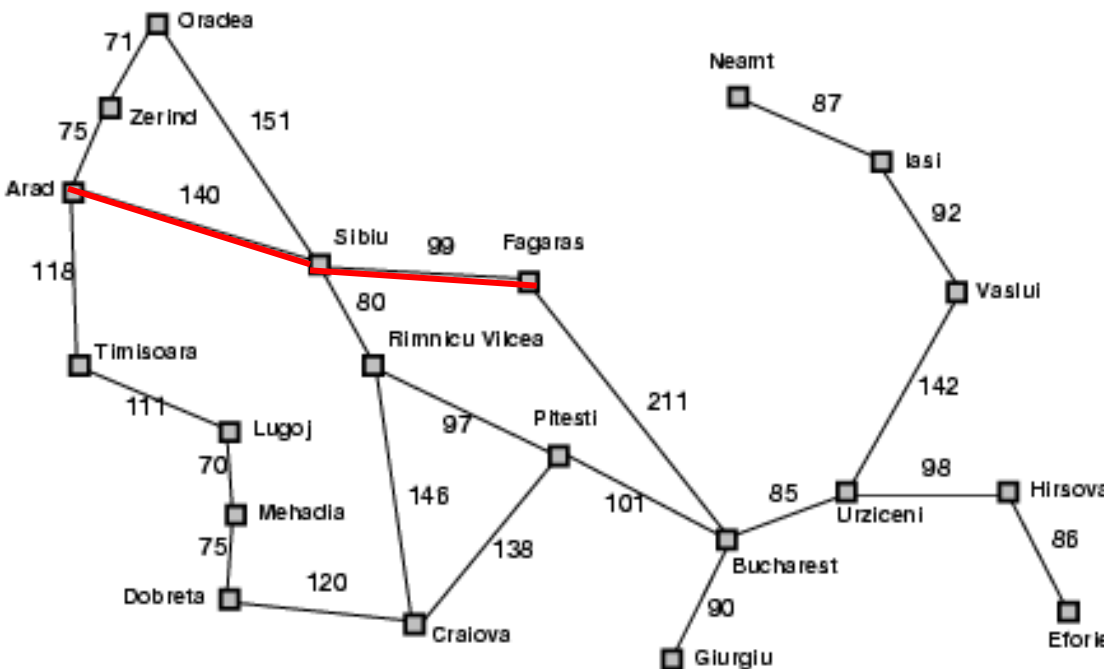 Oradea
71
Neamt
87
Zerind
151
75
Iasi
Arad
140
92
Sibiu
99
Fagaras
118
80
Vaslui
Rimnicu Vilcea
Timisoara
142
111
211
Pitesti
Lugoj
97
70
98
Hirsova
146
101
85
Urziceni
Mehadia
86
75
138
Bucharest
120
Dobreta
90
Craiova
Eforie
Giurgiu